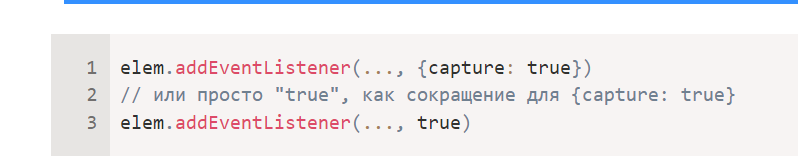 1 elem.addEventListener(..., {capture: true})
2 // или просто "true", как сокращение для {capture: true}
3 elem.addEventListener(..., true)